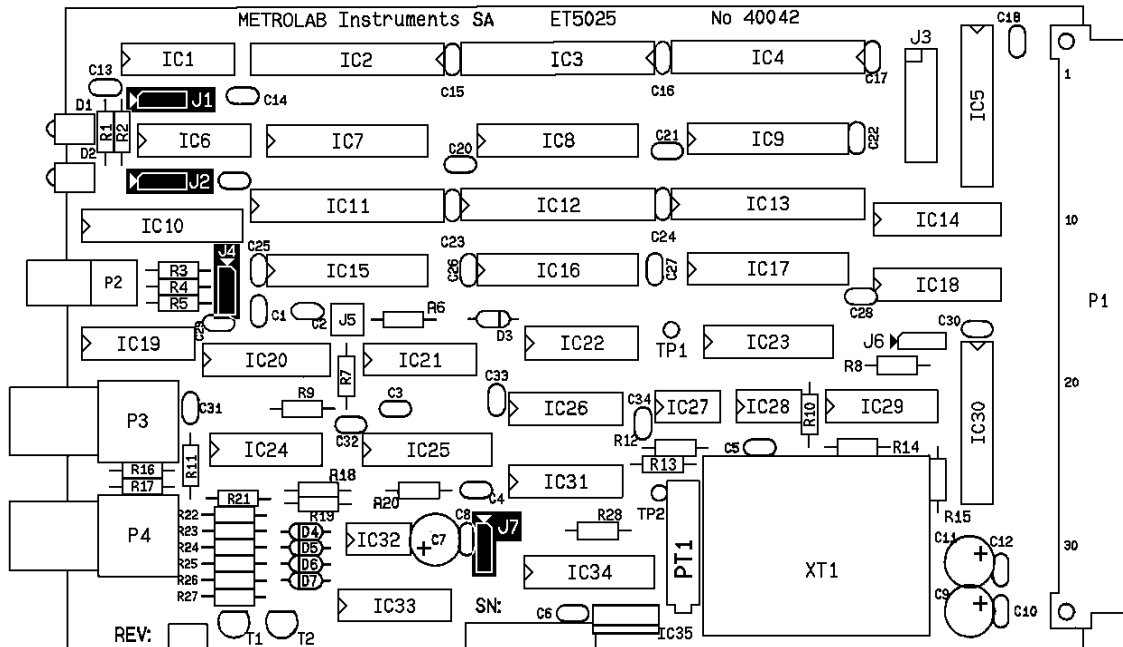 METROLAB Instruments SA ET5025 No 40042
C18
J3
IC1 IC2 IC3 IC4
C13 C15 C16 C17
1
D1 J1 C14
IC5
R1 R2
IC6 IC7 IC8 C21 IC9 C22
D2 C20
J2
IC11 IC12 IC13
IC10 IC14
10
C23 C24
J4 C25
P2 R3 IC15 C26 IC16 C27 IC17
R4 IC18
R5 C28 P1
C29 C1 C2 J5 R6 D3 TP1 C30
IC19 IC20 IC21 IC22 IC23 J6
R7 R8
20
C33
P3 C31 R9 C3 IC26 C34 IC27 IC28 R10 IC29
C32 R12 IC30
R11 IC24 IC25 C5 R14
R16 R13
R17 R18 IC31
R21 R20 C4 TP2
R22 R19 R15
P4 R23 D4 IC32 C7 C8 J7 R28 C11 C12
R24 D5 PT1 30
R25 D6 IC34 XT1
R26 D7
R27 IC33 C9
SN: C6 C10
REV: T1 T2 IC35